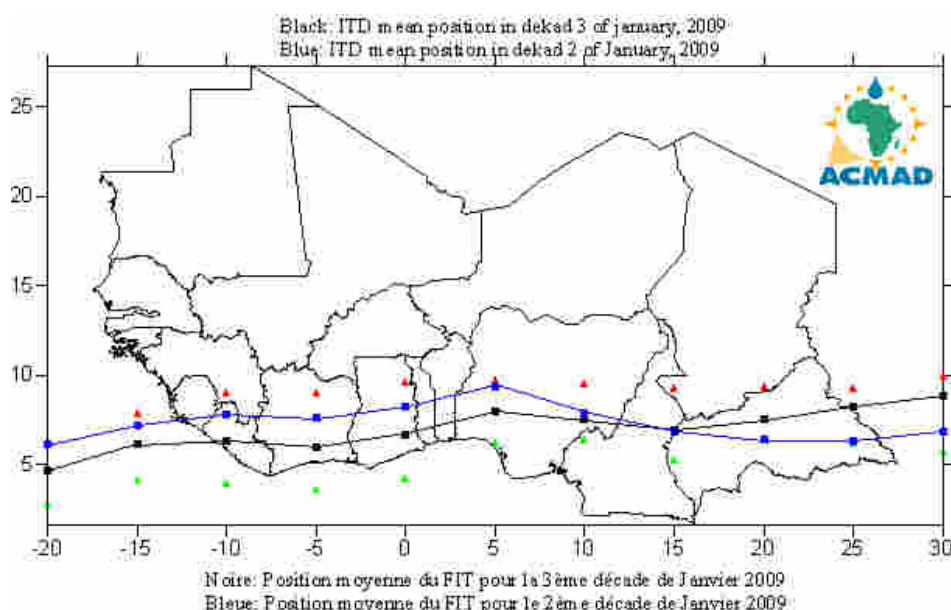 Black: ITD mean position in dekad 3 of january, 2009
Blue: ITD mean position in dekad 2 of January, 2009
25
20
15
10
5
ACMAD
-20 -15 -10 -5 0 5 10 15 20 25 30
Noire: Position moyenne du FIT pour la 3ème décade de Janvier 2009
Bleue: Position moyenne du FIT pour le 2ème décade de Janvier 2009